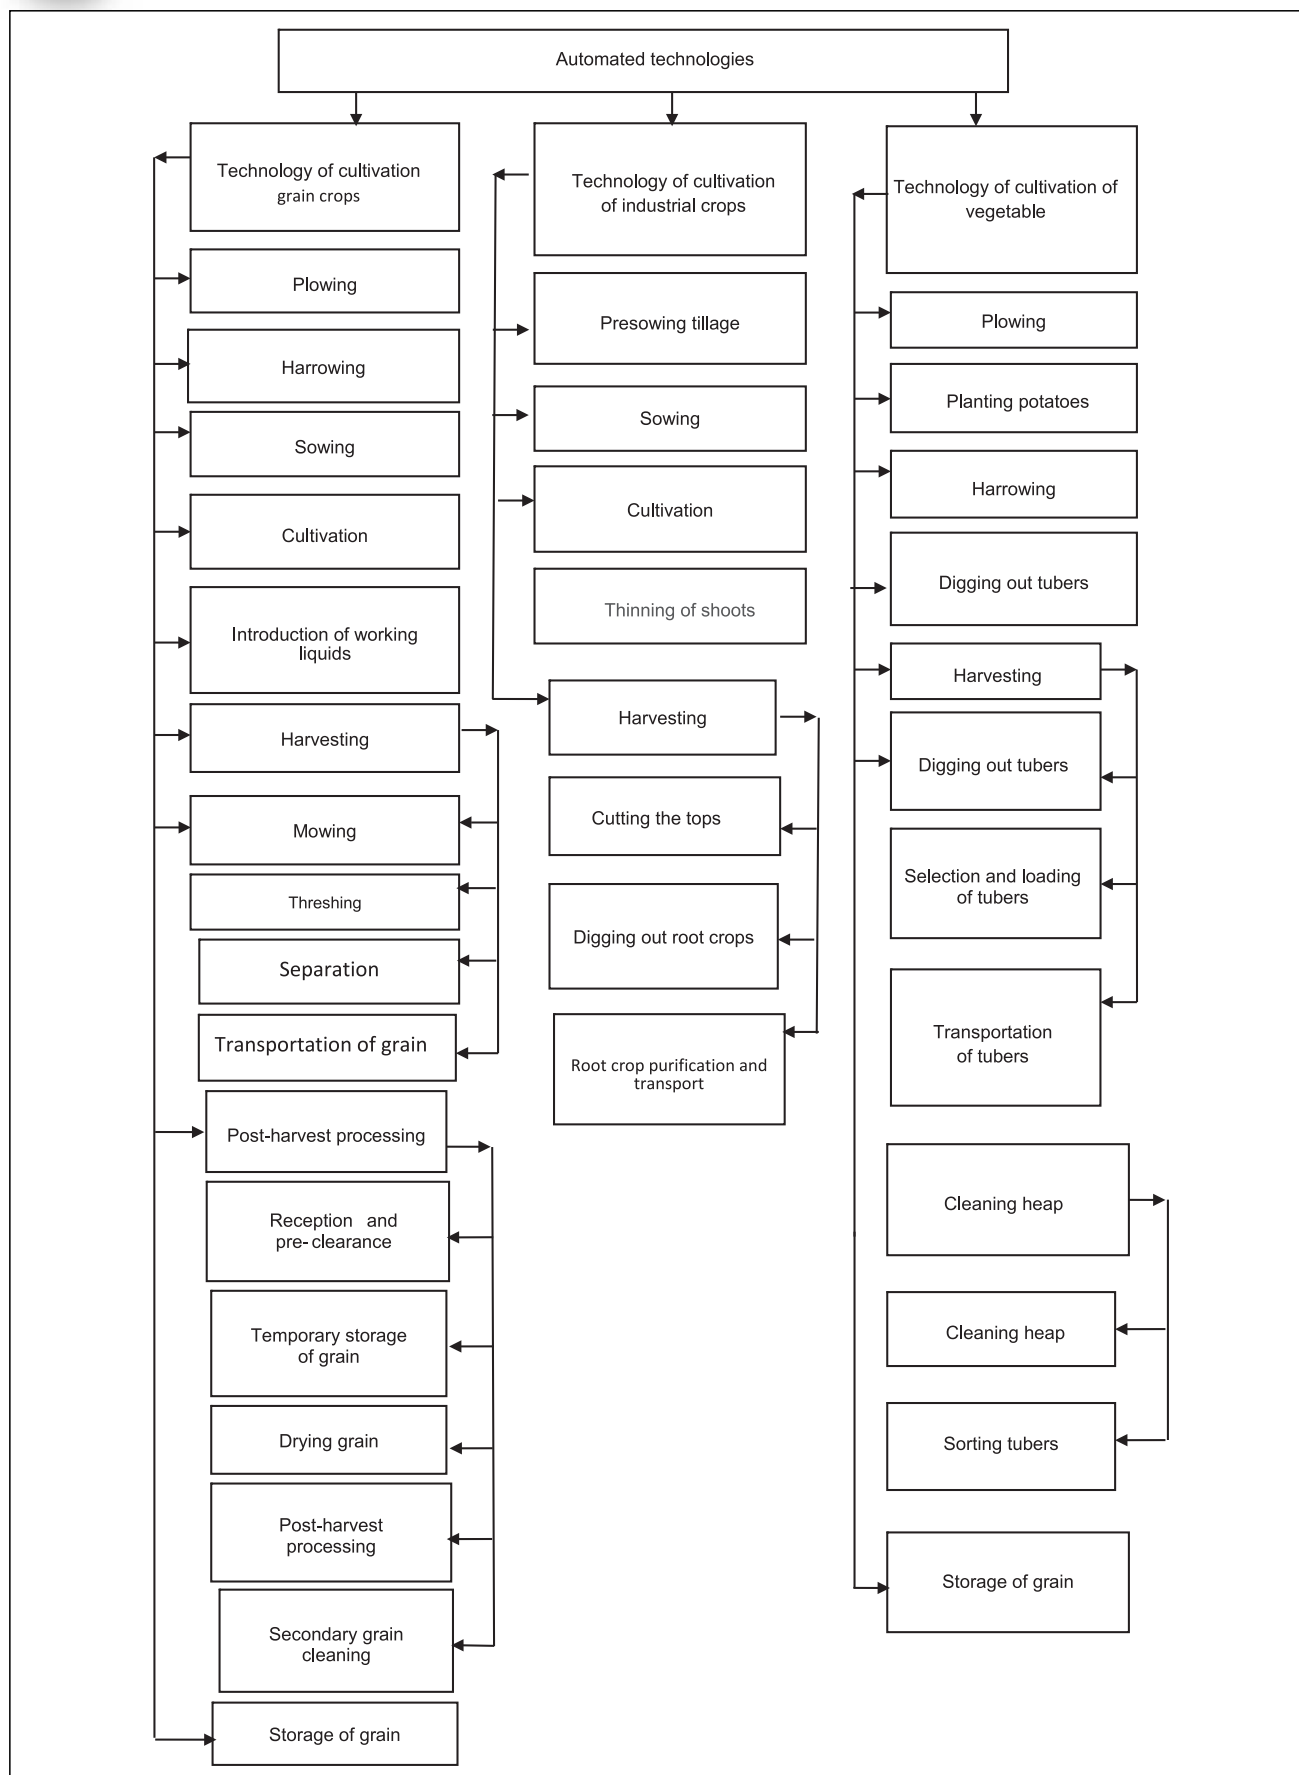 Automated technologies
Technology of cultivation
grain crops
Plowing
Harrowing
Sowing
Cultivation
Introduction of working
liquids
Harvesting
Mowing
Threshing
Separation
Transportation of grain
Post-harvest processing
Reception and
pre-clearance
Temporary storage
of grain
Drying grain
Post-harvest
processing
Secondary grain
cleaning
Storage of grain
Technology of cultivation
of industrial crops
Presowing tillage
Sowing
Cultivation
Thinning of shoots
Harvesting
Cutting the tops
Digging out root crops
Root crop purification and
transport
Technology of cultivation of
vegetable
Plowing
Planting potatoes
Harrowing
Digging out tubers
Harvesting
Digging out tubers
Selection and loading
of tubers
Transportation
of tubers
Cleaning heap
Cleaning heap
Sorting tubers
Storage of grain